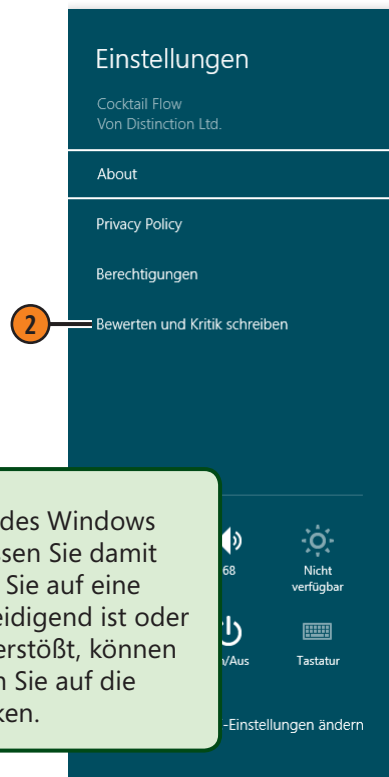 Einstellungen
Cocktail Flow
Von Distinction Ltd.
About
Privacy Policy
Berechtigungen
2
Bewerten und Kritik schreiben
des Windows
ssen Sie damit
Sie auf eine
eidigend ist oder
erstößt, können
n Sie auf die
ken.
68
Nicht
verfügbar
n/Aus
Tastatur
-Einstellungen ändern